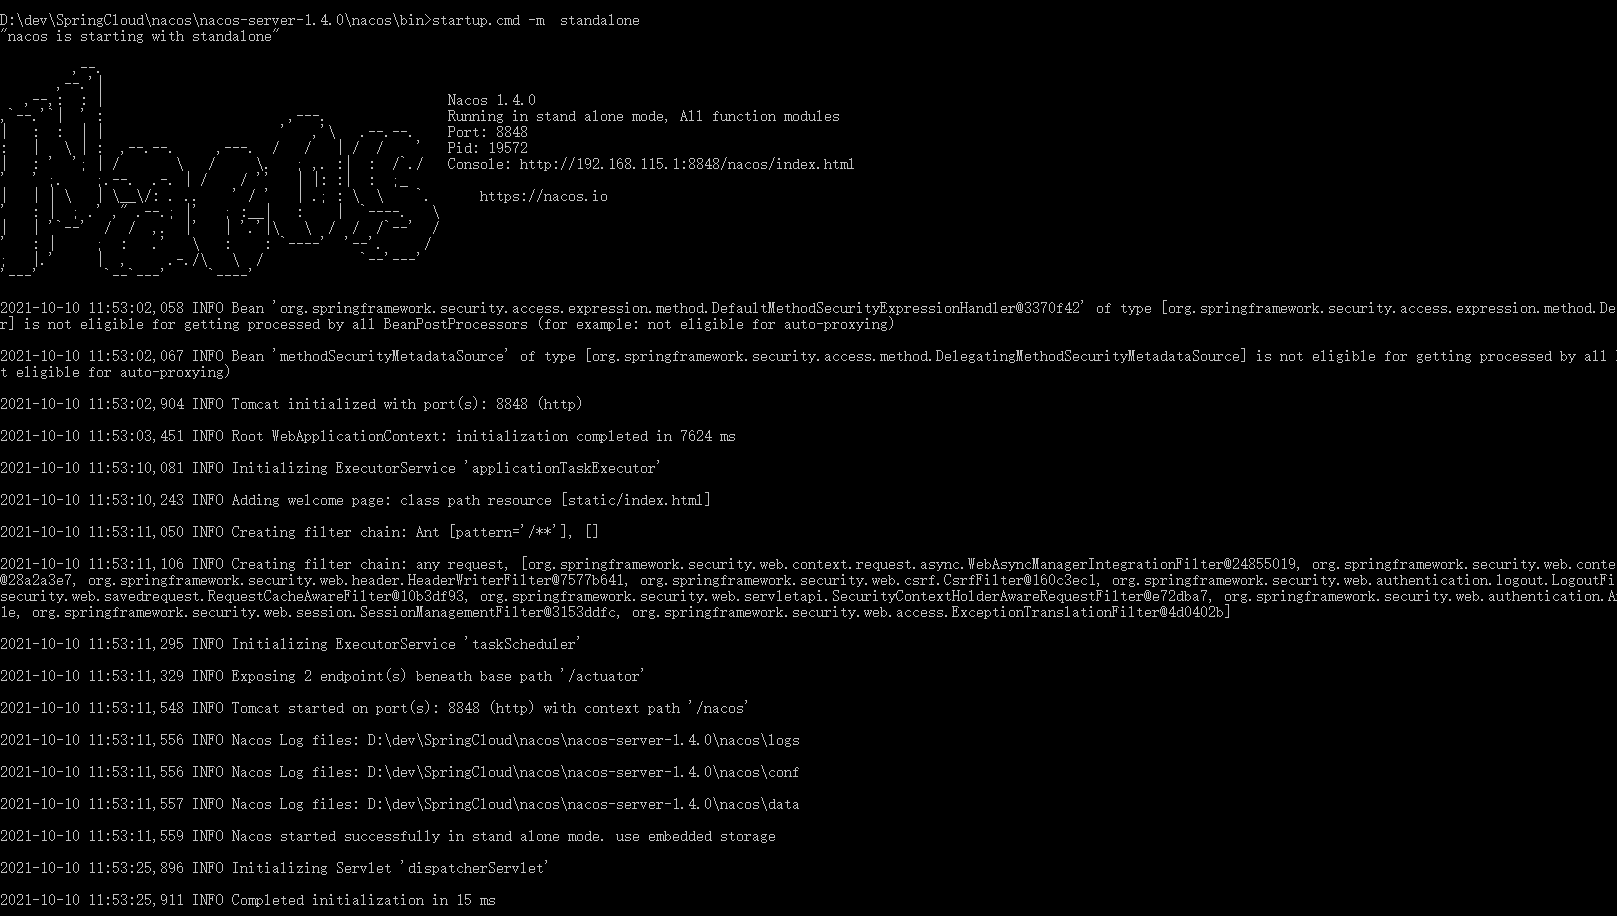 D:\dev\SpringCloud\nacos\nacos-server-1.4.0\nacos\bin>startup.cmd -m  standalone
"nacos is starting with standalone"
Nacos 1.4.0
Running in stand alone mode, All function modules
Port: 8848
Pid: 19572
Console: http://192.168.115.1:8848/nacos/index.html
https://nacos.io
2021-10-10 11:53:02,058 INFO Bean 'org.springframework.security.access.expression.method.DefaultMethodSecurityExpressionHandler@3370f42' of type [org.springframework.security.access.expression.method.De
r] is not eligible for getting processed by all BeanPostProcessors (for example: not eligible for auto-proxying)
2021-10-10 11:53:02,067 INFO Bean 'methodSecurityMetadataSource' of type [org.springframework.security.access.method.DelegatingMethodSecurityMetadataSource] is not eligible for getting processed by all
t eligible for auto-proxying)
2021-10-10 11:53:02,904 INFO Tomcat initialized with port(s): 8848 (http)
2021-10-10 11:53:03,451 INFO Root WebApplicationContext: initialization completed in 7624 ms
2021-10-10 11:53:10,081 INFO Initializing ExecutorService 'applicationTaskExecutor'
2021-10-10 11:53:10,243 INFO Adding welcome page: class path resource [static/index.html]
2021-10-10 11:53:11,050 INFO Creating filter chain: Ant [pattern='/**'], []
2021-10-10 11:53:11,106 INFO Creating filter chain: any request, [org.springframework.security.web.context.request.async.WebAsyncManagerIntegrationFilter@24855019, org.springframework.security.web.conte
@28a2a3e7, org.springframework.security.web.header.HeaderWriterFilter@7577b641, org.springframework.security.web.csrf.CsrfFilter@160c3ec1, org.springframework.security.web.authentication.logout.LogoutFi
security.web.savedrequest.RequestCacheAwareFilter@10b3df93, org.springframework.security.web.servletapi.SecurityContextHolderAwareRequestFilter@e72dba7, org.springframework.security.web.authentication.A
le, org.springframework.security.web.session.SessionManagementFilter@3153ddfc, org.springframework.security.web.access.ExceptionTranslationFilter@4d0402b]
2021-10-10 11:53:11,295 INFO Initializing ExecutorService 'taskScheduler'
2021-10-10 11:53:11,329 INFO Exposing 2 endpoint(s) beneath base path '/actuator'
2021-10-10 11:53:11,548 INFO Tomcat started on port(s): 8848 (http) with context path '/nacos'
2021-10-10 11:53:11,556 INFO Nacos Log files: D:\dev\SpringCloud\nacos\nacos-server-1.4.0\nacos\logs
2021-10-10 11:53:11,556 INFO Nacos Log files: D:\dev\SpringCloud\nacos\nacos-server-1.4.0\nacos\conf
2021-10-10 11:53:11,557 INFO Nacos Log files: D:\dev\SpringCloud\nacos\nacos-server-1.4.0\nacos\data
2021-10-10 11:53:11,559 INFO Nacos started successfully in stand alone mode. use embedded storage
2021-10-10 11:53:25,896 INFO Initializing Servlet 'dispatcherServlet'
2021-10-10 11:53:25,911 INFO Completed initialization in 15 ms